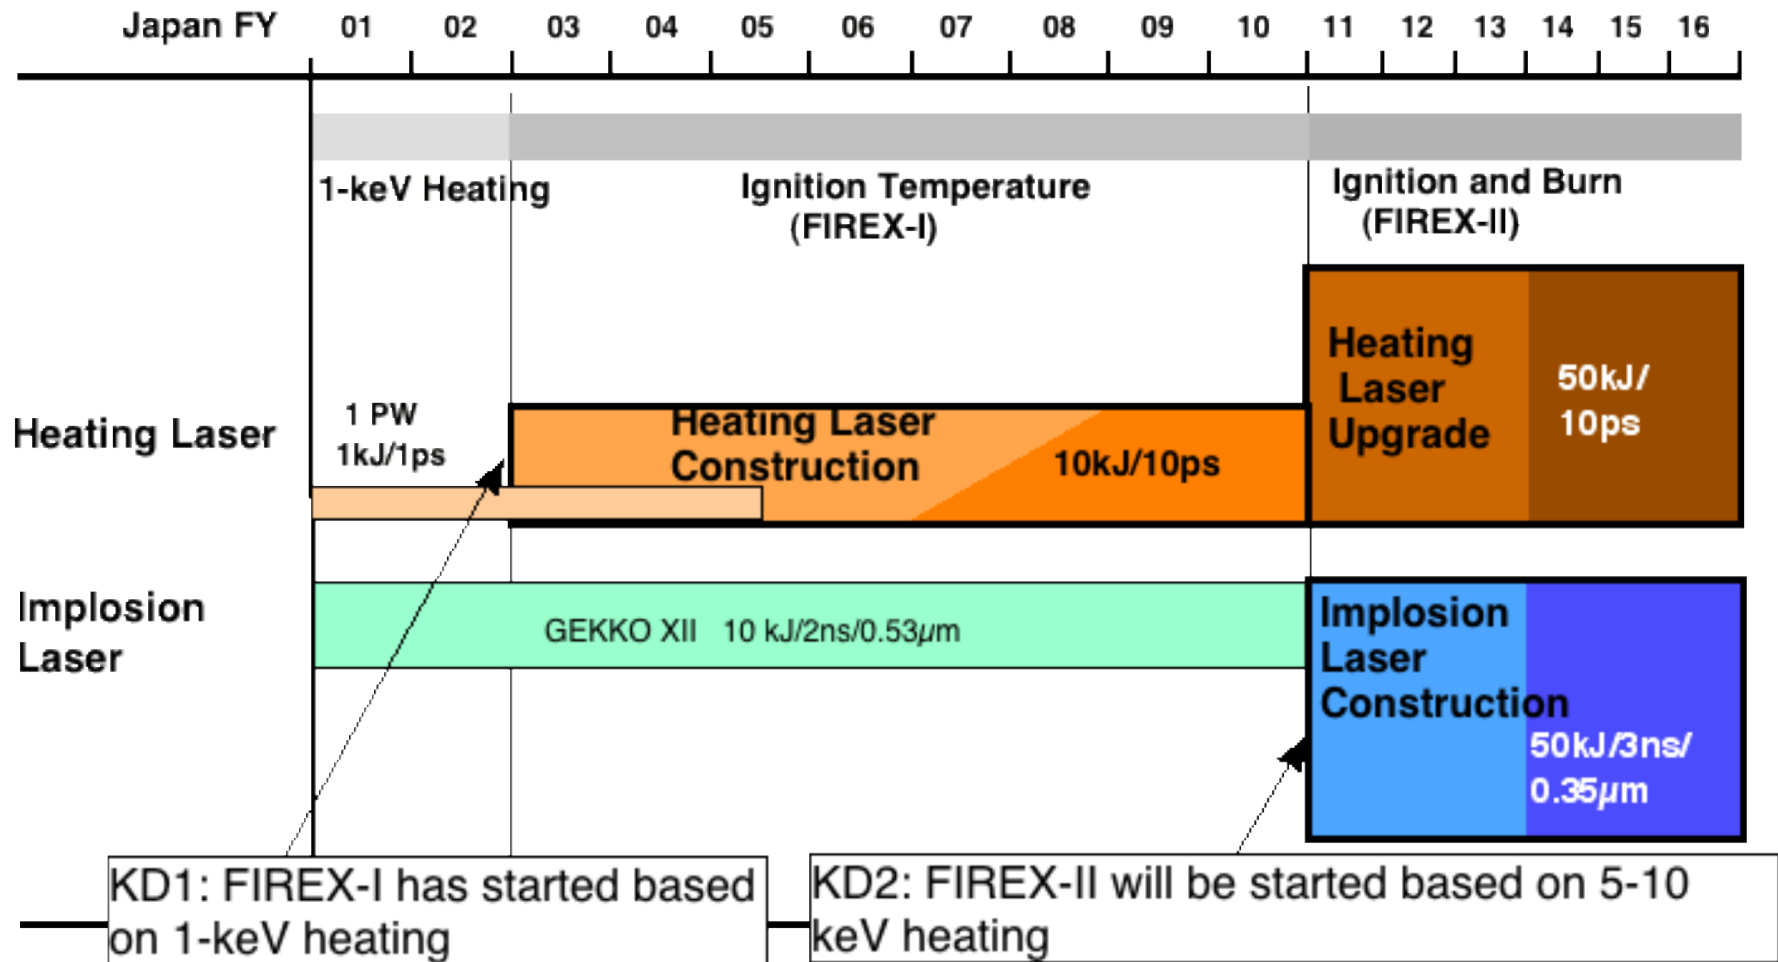 Japan FY 01 02 03 04 05 06 07 08 09 10 11 12 13 14 15 16
1-keV Heating
Ignition Temperature
(FIREX-I)
Ignition and Burn
(FIREX-II)
Heating Laser
1 PW
1kJ/1ps
Heating Laser
Construction
10kJ/10ps
Heating
Laser
Upgrade
50kJ/
10ps
Implosion
Laser
GEKKO XII 10 kJ/2ns/0.53µm
Implosion
Laser
Construction
50kJ/3ns/
0.35µm
KD1: FIREX-I has started based
on 1-keV heating
KD2: FIREX-II will be started based on 5-10
keV heating